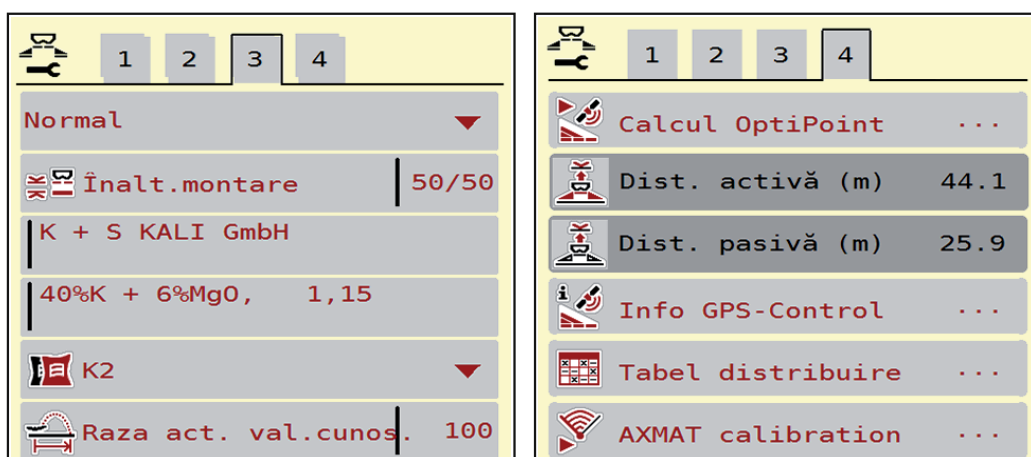 1 2 3 4
Normal
Înalt.montare 50/50
K + S KALI GmbH
40%K + 6%MgO, 1,15
K2
Raza act. val.cunos. 100
1 2 3 4
Calcul OptiPoint ...
Dist. activă (m) 44.1
Dist. pasivă (m) 25.9
i
Info GPS-Control ...
Tabel distribuire ...
AXMAT calibration ...